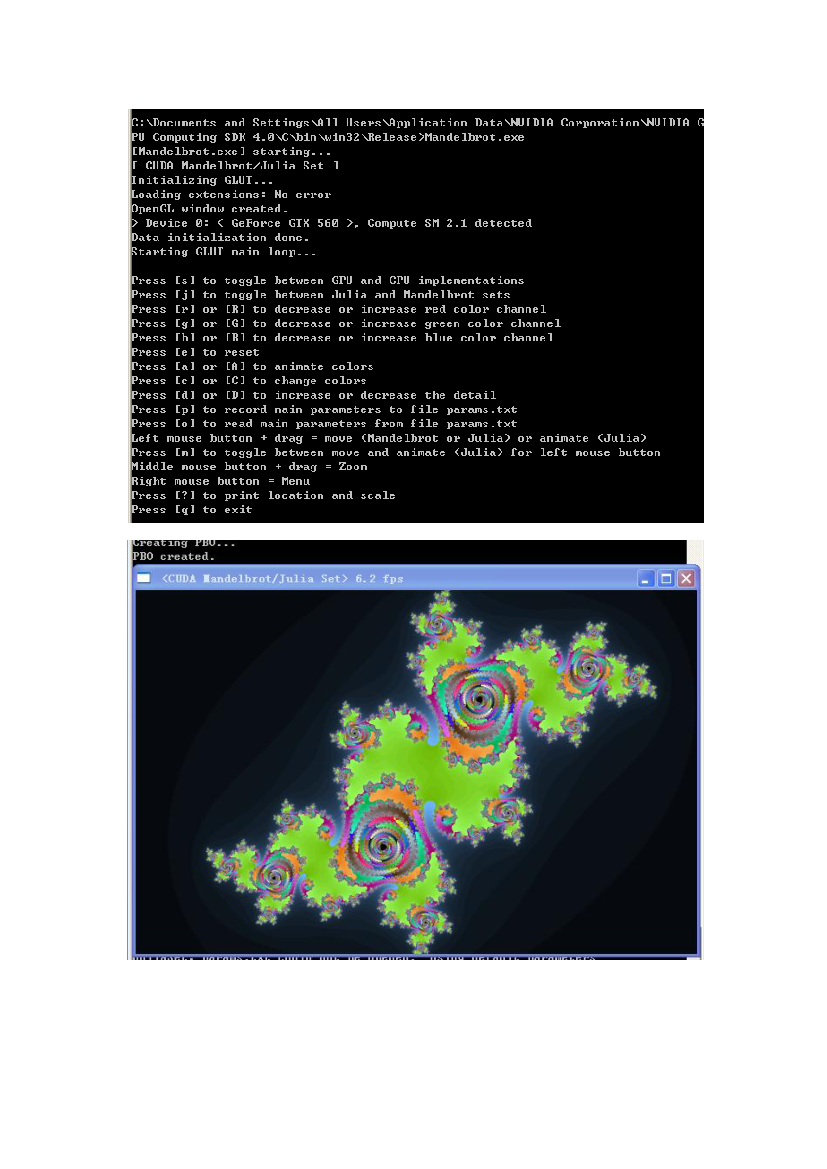 C:\Documents and Settings\All Users\Application Data\NVIDIA Corporation\NVIDIA G
PU Computing SDK 4.0\C\bin\win32\Release>Mandelbrot.exe
[Mandelbrot.exe] starting...
[ CUDA Mandelbrot/Julia Set ]
Initializing GLUT...
Loading extensions: No error
OpenGL window created.
> Device 0: < GeForce GTX 560 >, Compute SM 2.1 detected
Data initialization done.
Starting GLUT main loop...
Press [s] to toggle between GPU and CPU implementations
Press [j] to toggle between Julia and Mandelbrot sets
Press [r] or [R] to decrease or increase red color channel
Press [g] or [G] to decrease or increase green color channel
Press [b] or [B] to decrease or increase blue color channel
Press [e] to reset
Press [a] or [A] to animate colors
Press [c] or [C] to change colors
Press [d] or [D] to increase or decrease the detail
Press [p] to record main parameters to file params.txt
Press [o] to read main parameters from file params.txt
Left mouse button + drag = move (Mandelbrot or Julia) or animate (Julia)
Press [m] to toggle between move and animate (Julia) for left mouse button
Middle mouse button + drag = Zoom
Right mouse button = Menu
Press [?] to print location and scale
Press [q] to exit
Creating PBO...
PBO created.
<CUDA Mandelbrot/Julia Set> 6.2 fps
params.txt could not be opened. Using default parameters